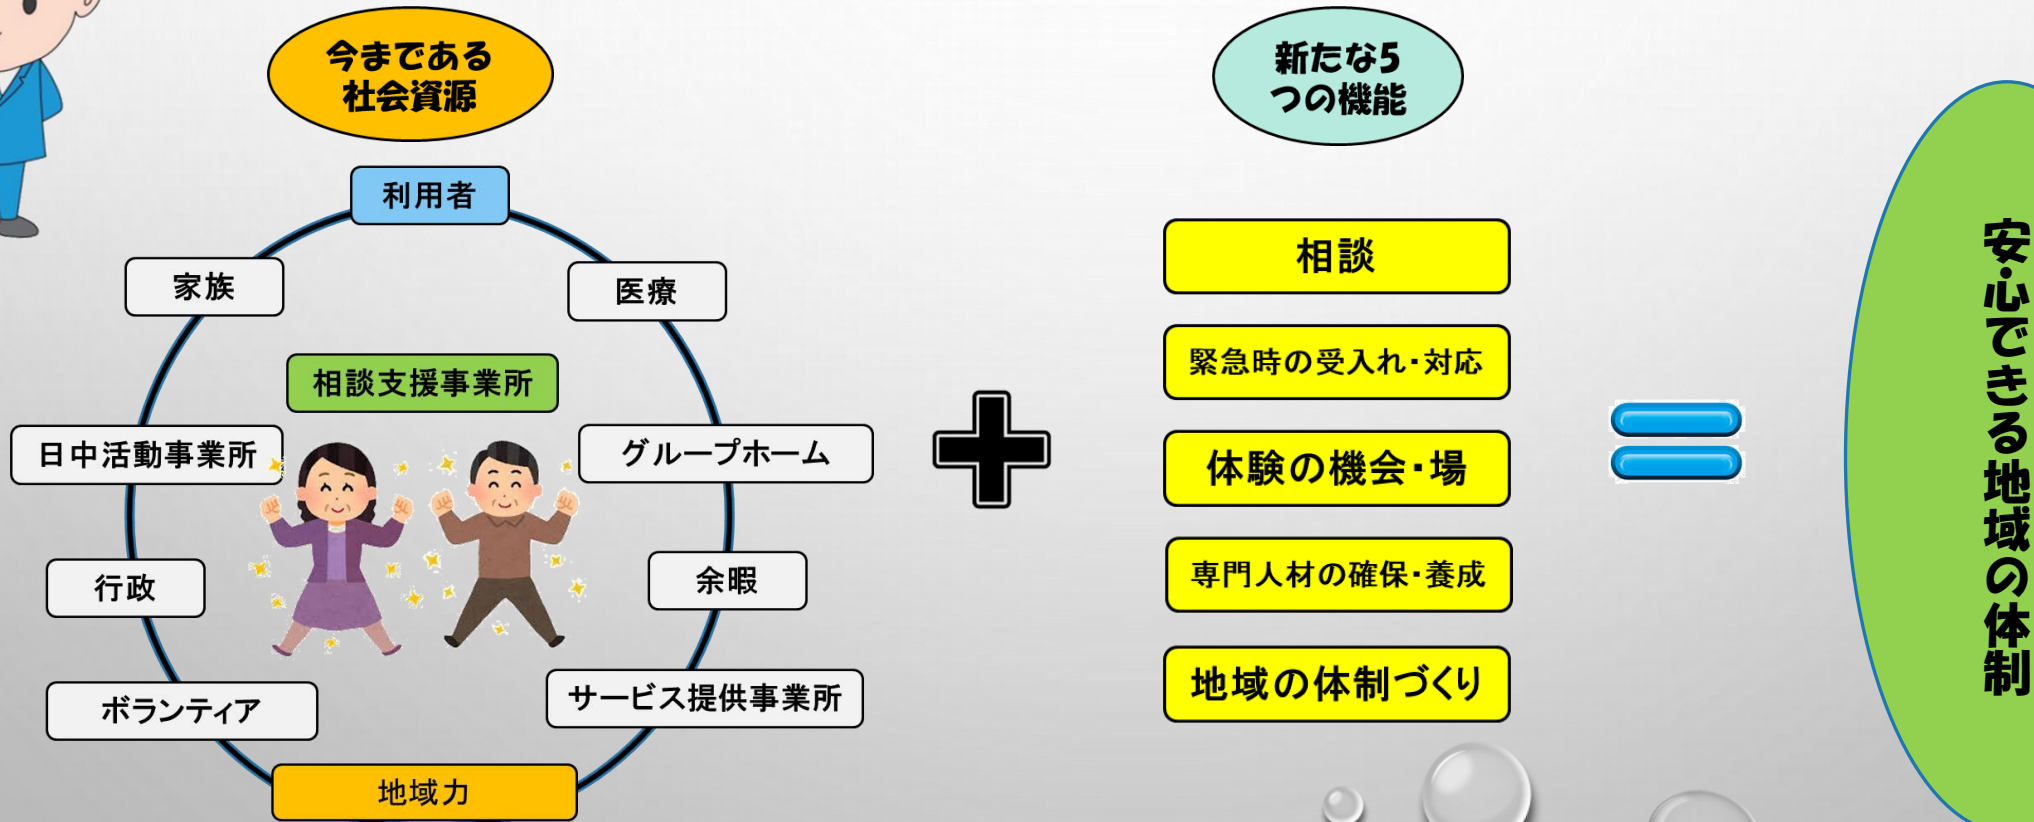 今まである
社会資源
利用者
家族
医療
相談支援事業所
日中活動事業所
グループホーム
行政
余暇
ボランティア
サービス提供事業所
地域力
新たな5
つの機能
相談
緊急時の受入れ・対応
体験の機会・場
専門人材の確保・養成
地域の体制づくり
安心できる地域の体制